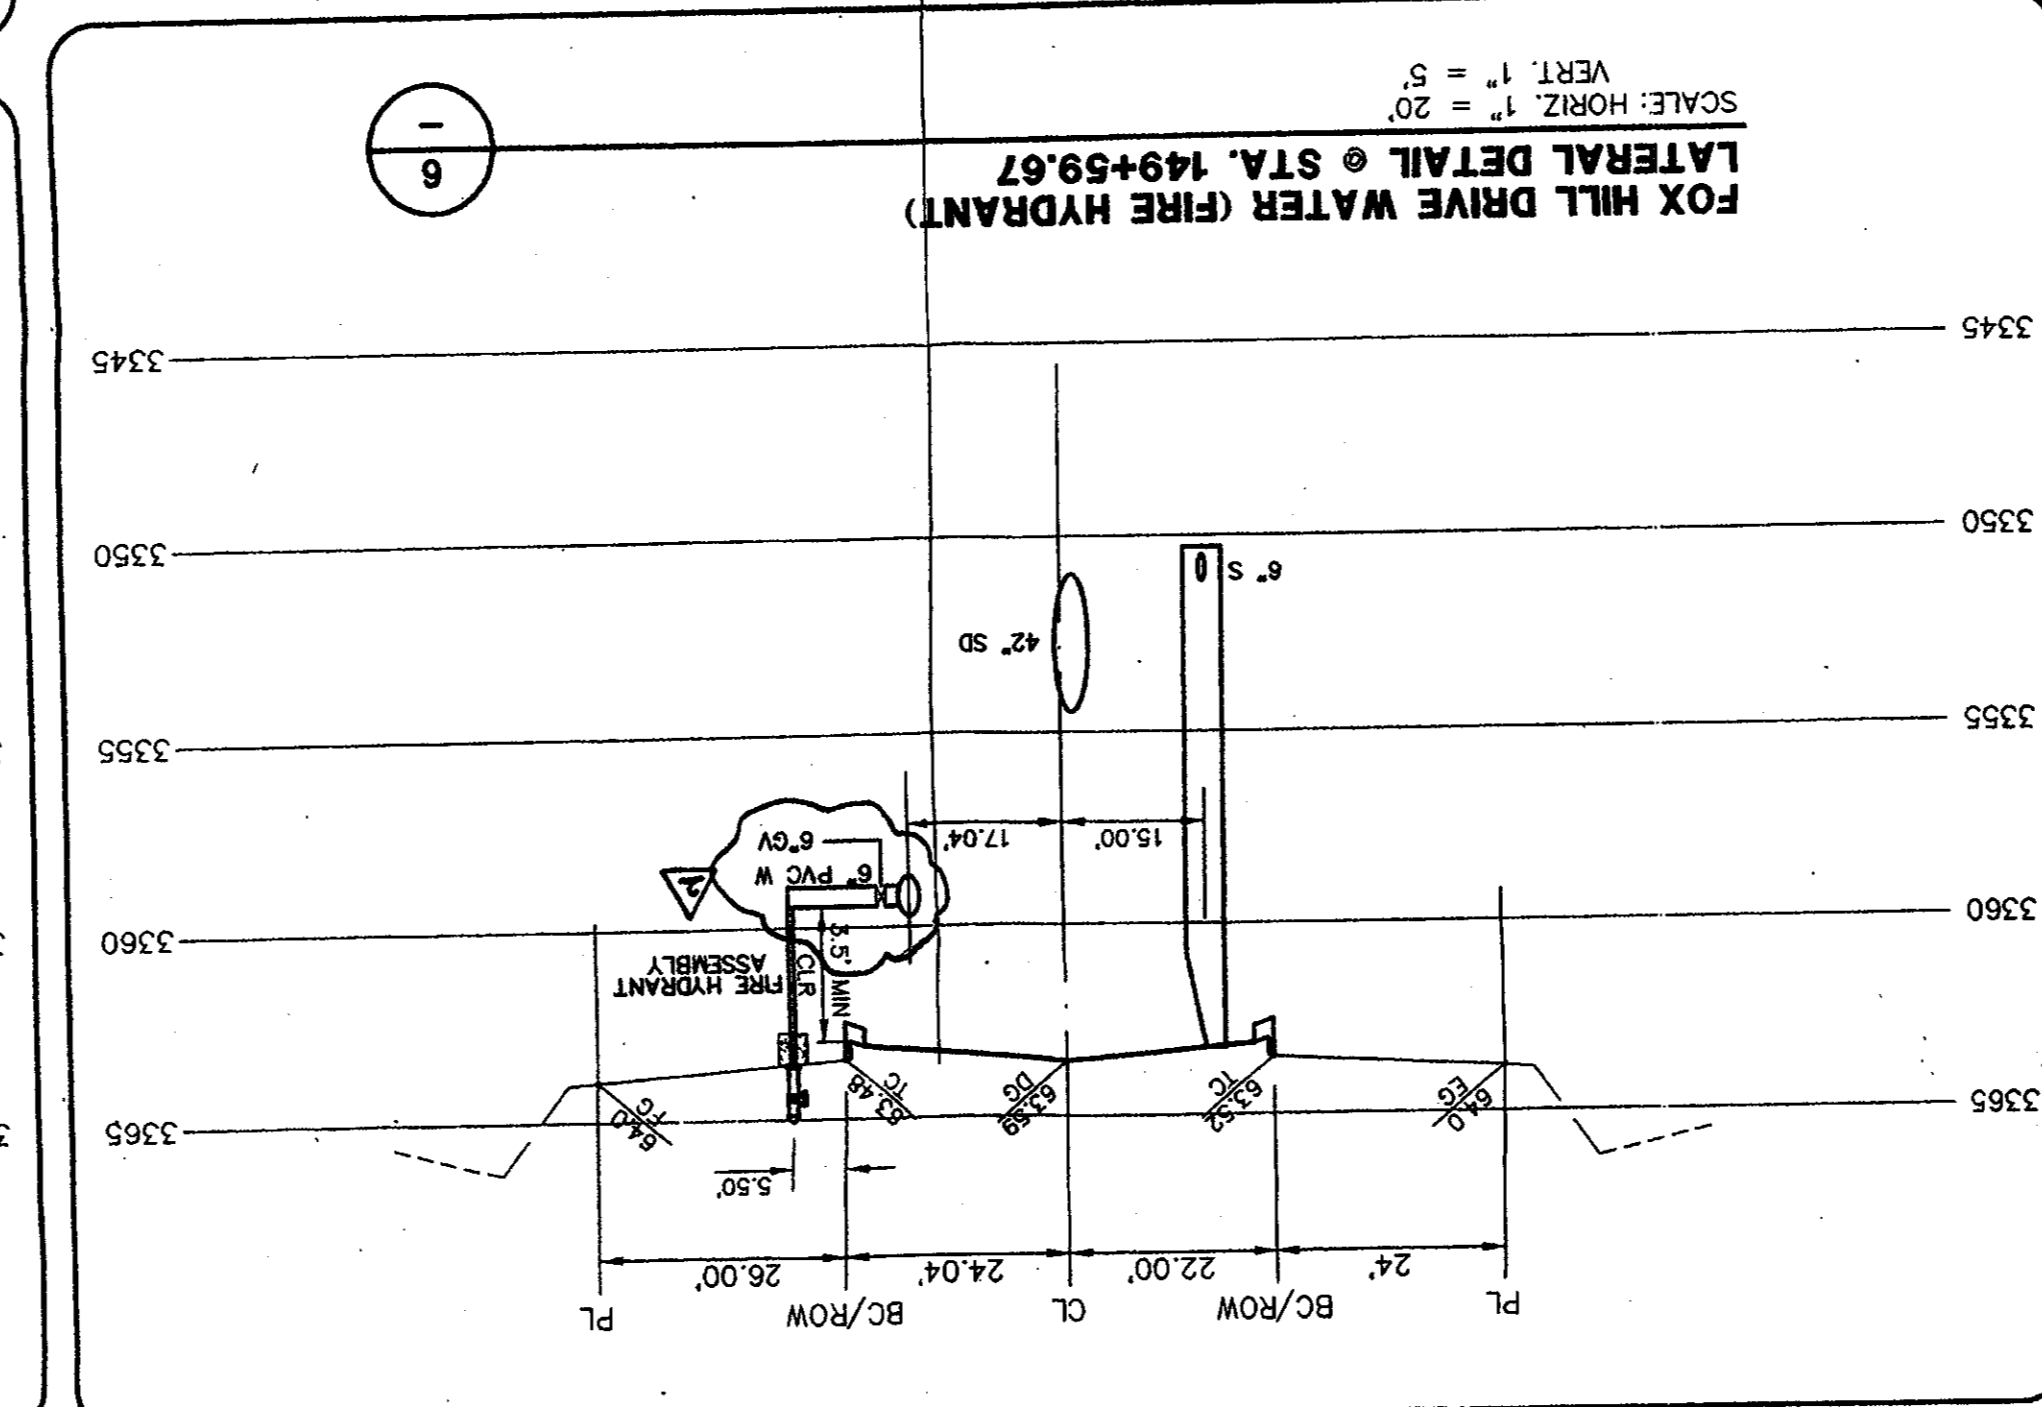 PL
BC/ROW
CL
BC/ROW
PL
24'
22.00'
24.04'
26.00'
5.50'
3365
3365
64.0
EG
63.52
TC
63.59
DG
63.48
TC
64.0
FG
FIRE HYDRANT
ASSEMBLY
3.5' MIN
CLR
3360
3360
6" PVC W
6"GV
2
15.00'
17.04'
3355
3355
42" SD
6" S
3350
3350
3345
3345
FOX HILL DRIVE WATER (FIRE HYDRANT)
LATERAL DETAIL @ STA. 149+59.67
SCALE: HORIZ. 1" = 20'
VERT. 1" = 5'
9
–